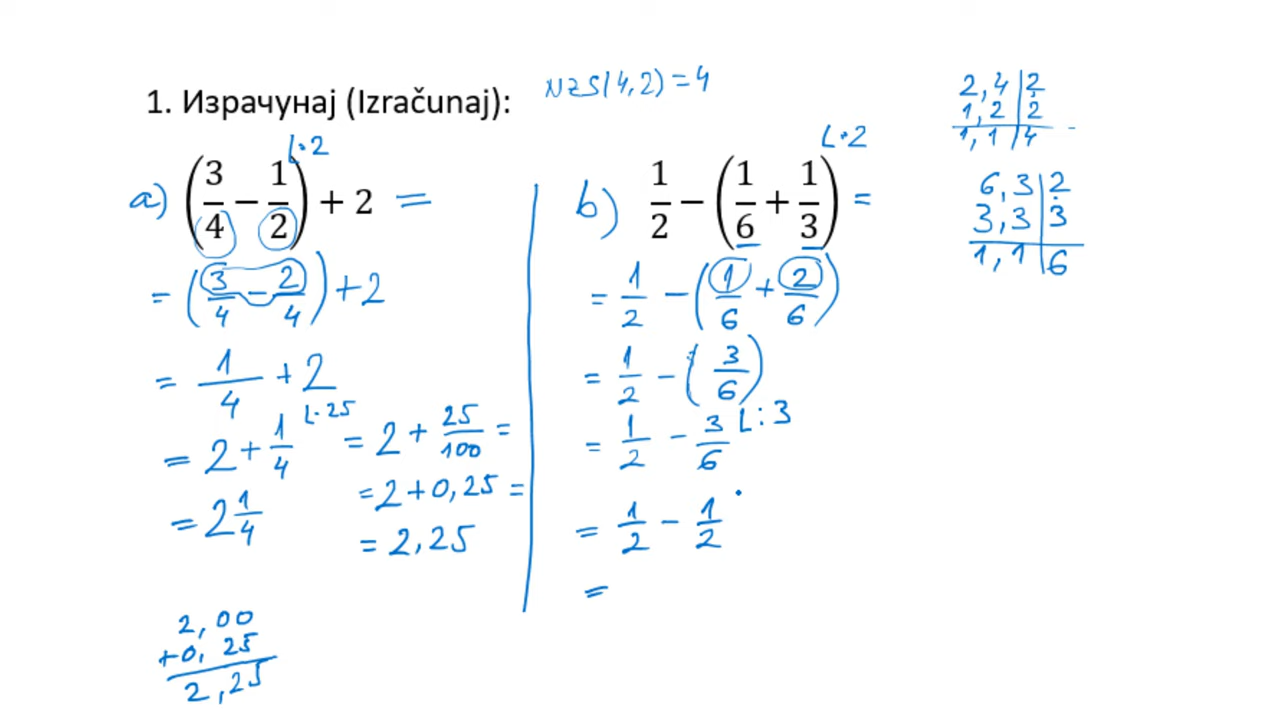 1. Израчунај (Izračunaj): NZS(4,2) = 4
a) (3/4 − 1/2) + 2 = L·2
= (3/4 − 2/4) + 2
= 1/4 + 2
= 2 + 1/4 L·25 = 2 + 25/100 =
= 2 + 0,25 =
= 2 1/4
= 2,25
2,00
+0,25
2,25
b) 1/2 − (1/6 + 1/3) = L·2
= 1/2 − (1/6 + 2/6)
= 1/2 − (3/6)
= 1/2 − 3/6 L:3
= 1/2 − 1/2
=
2,4|2
1,2|2
1,1|4
6,3|2
3,3|3
1,1|6